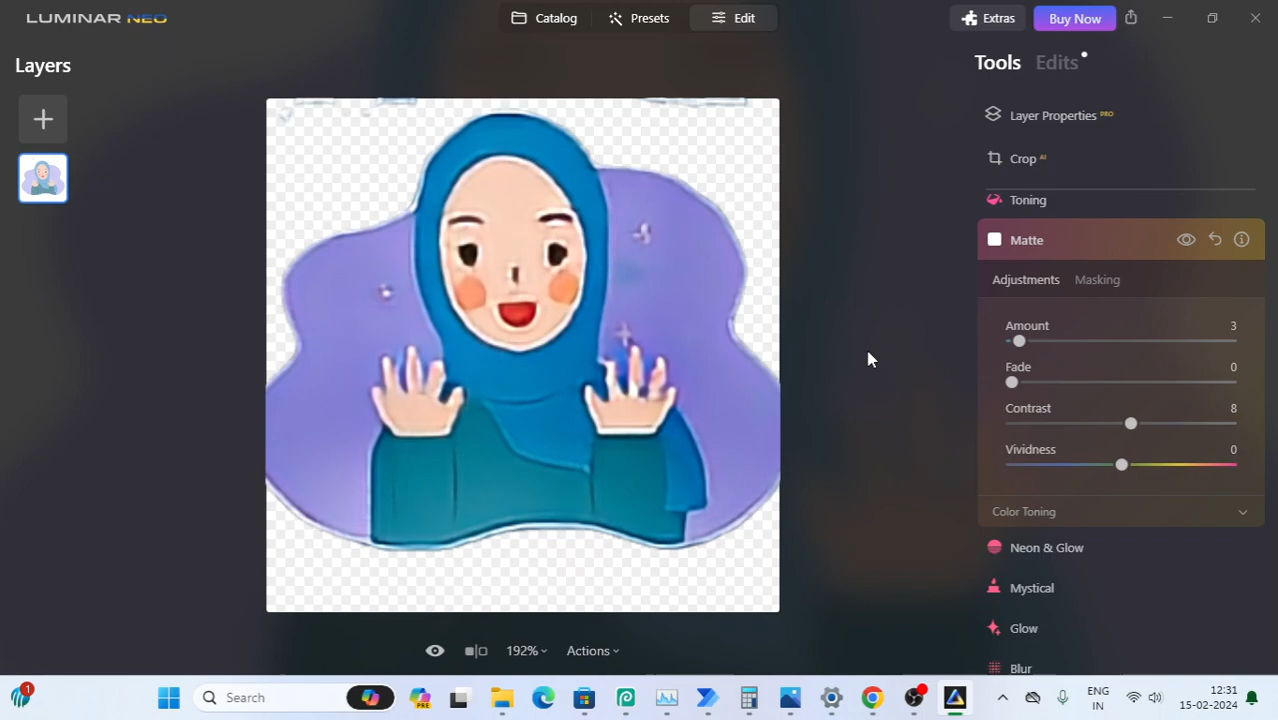 LUMINAR NEO
Catalog
Presets
Edit
Extras
Buy Now
Layers
Tools
Edits
Layer Properties PRO
Crop AI
Toning
Matte
Adjustments
Masking
Amount 3
Fade 0
Contrast 8
Vividness 0
Color Toning
Neon & Glow
Mystical
Glow
Blur
192%
Actions
1
Search
PRE
ENG
IN
12:31
15-02-2024